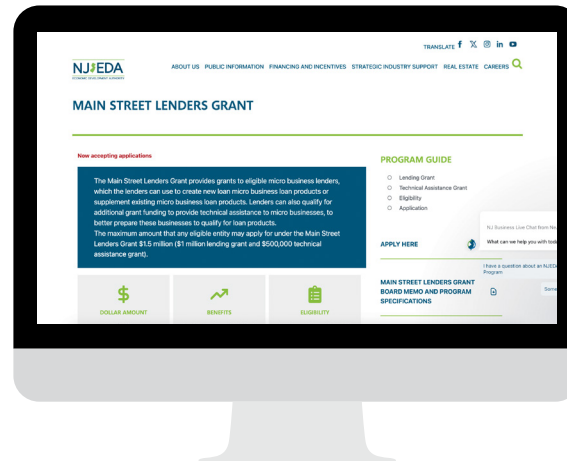 TRANSLATE
NJEDA
ECONOMIC DEVELOPMENT AUTHORITY
ABOUT US PUBLIC INFORMATION FINANCING AND INCENTIVES STRATEGIC INDUSTRY SUPPORT REAL ESTATE CAREERS
MAIN STREET LENDERS GRANT
Now accepting applications
The Main Street Lenders Grant provides grants to eligible micro business lenders,
which the lenders can use to create new loan micro business loan products or
supplement existing micro business loan products. Lenders can also qualify for
additional grant funding to provide technical assistance to micro businesses, to
better prepare these businesses to qualify for loan products.
The maximum amount that any eligible entity may apply for under the Main Street
Lenders Grant $1.5 million ($1 million lending grant and $500,000 technical
assistance grant).
DOLLAR AMOUNT
BENEFITS
ELIGIBILITY
PROGRAM GUIDE
Lending Grant
Technical Assistance Grant
Eligibility
Application
APPLY HERE
MAIN STREET LENDERS GRANT
BOARD MEMO AND PROGRAM
SPECIFICATIONS
NJ Business Live Chat from
What can we help you with
I have a question about an
Program